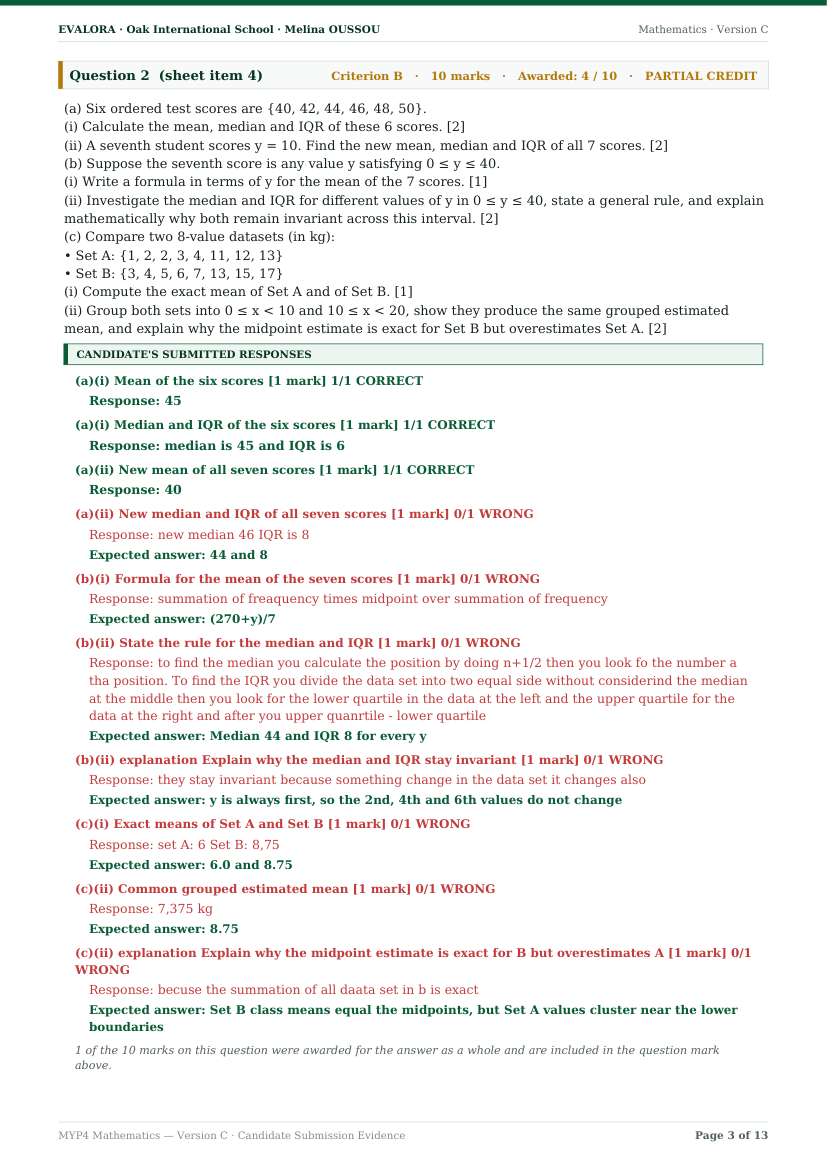 EVALORA · Oak International School · Melina OUSSOU
Mathematics · Version C
Question 2 (sheet item 4)
Criterion B · 10 marks · Awarded: 4 / 10 · PARTIAL CREDIT
(a) Six ordered test scores are {40, 42, 44, 46, 48, 50}.
(i) Calculate the mean, median and IQR of these 6 scores. [2]
(ii) A seventh student scores y = 10. Find the new mean, median and IQR of all 7 scores. [2]
(b) Suppose the seventh score is any value y satisfying 0 ≤ y ≤ 40.
(i) Write a formula in terms of y for the mean of the 7 scores. [1]
(ii) Investigate the median and IQR for different values of y in 0 ≤ y ≤ 40, state a general rule, and explain
mathematically why both remain invariant across this interval. [2]
(c) Compare two 8-value datasets (in kg):
• Set A: {1, 2, 2, 3, 4, 11, 12, 13}
• Set B: {3, 4, 5, 6, 7, 13, 15, 17}
(i) Compute the exact mean of Set A and of Set B. [1]
(ii) Group both sets into 0 ≤ x < 10 and 10 ≤ x < 20, show they produce the same grouped estimated
mean, and explain why the midpoint estimate is exact for Set B but overestimates Set A. [2]
CANDIDATE'S SUBMITTED RESPONSES
(a)(i) Mean of the six scores [1 mark] 1/1 CORRECT
Response: 45
(a)(i) Median and IQR of the six scores [1 mark] 1/1 CORRECT
Response: median is 45 and IQR is 6
(a)(ii) New mean of all seven scores [1 mark] 1/1 CORRECT
Response: 40
(a)(ii) New median and IQR of all seven scores [1 mark] 0/1 WRONG
Response: new median 46 IQR is 8
Expected answer: 44 and 8
(b)(i) Formula for the mean of the seven scores [1 mark] 0/1 WRONG
Response: summation of freaquency times midpoint over summation of frequency
Expected answer: (270+y)/7
(b)(ii) State the rule for the median and IQR [1 mark] 0/1 WRONG
Response: to find the median you calculate the position by doing n+1/2 then you look fo the number a
tha position. To find the IQR you divide the data set into two equal side without considerind the median
at the middle then you look for the lower quartile in the data at the left and the upper quartile for the
data at the right and after you upper quanrtile - lower quartile
Expected answer: Median 44 and IQR 8 for every y
(b)(ii) explanation Explain why the median and IQR stay invariant [1 mark] 0/1 WRONG
Response: they stay invariant because something change in the data set it changes also
Expected answer: y is always first, so the 2nd, 4th and 6th values do not change
(c)(i) Exact means of Set A and Set B [1 mark] 0/1 WRONG
Response: set A: 6 Set B: 8,75
Expected answer: 6.0 and 8.75
(c)(ii) Common grouped estimated mean [1 mark] 0/1 WRONG
Response: 7,375 kg
Expected answer: 8.75
(c)(ii) explanation Explain why the midpoint estimate is exact for B but overestimates A [1 mark] 0/1
WRONG
Response: becuse the summation of all daata set in b is exact
Expected answer: Set B class means equal the midpoints, but Set A values cluster near the lower
boundaries
1 of the 10 marks on this question were awarded for the answer as a whole and are included in the question mark
above.
MYP4 Mathematics — Version C · Candidate Submission Evidence
Page 3 of 13